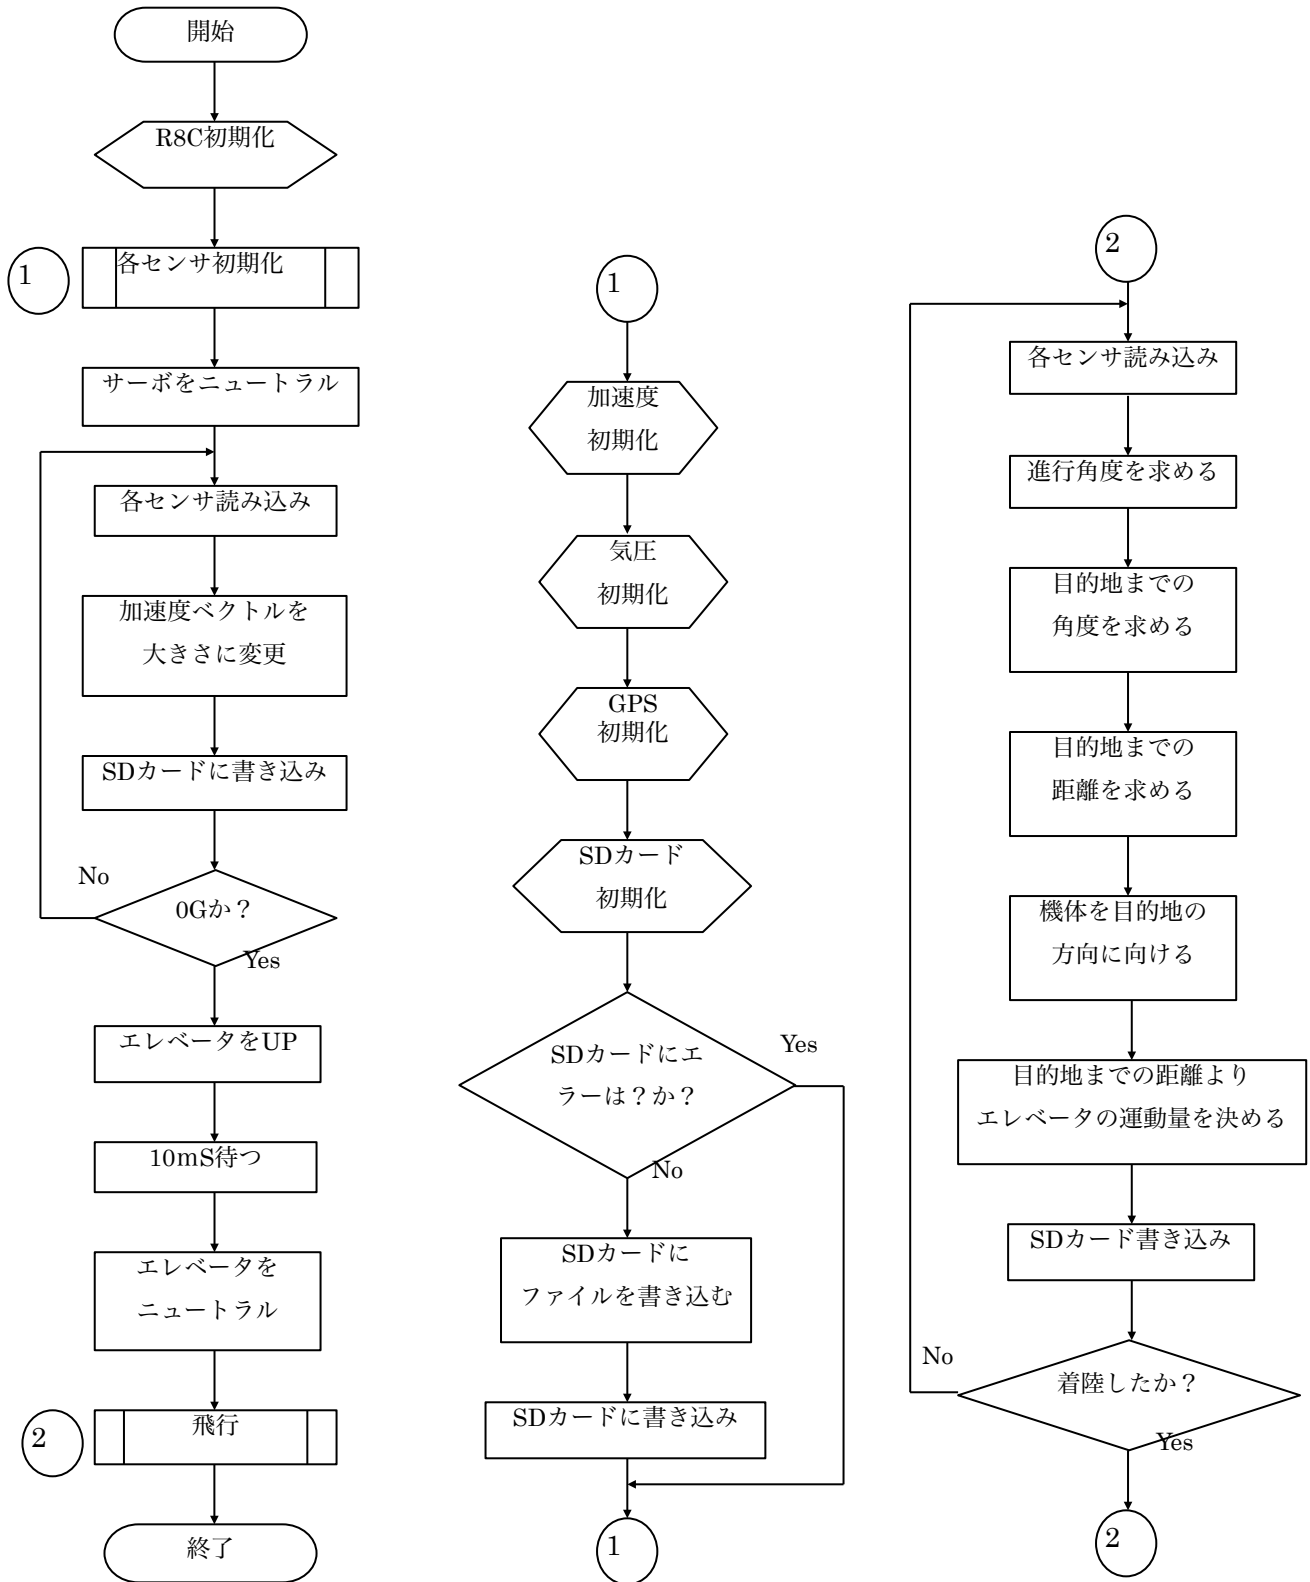 開始
R8C初期化
1
各センサ初期化
サーボをニュートラル
各センサ読み込み
加速度ベクトルを
大きさに変更
SDカードに書き込み
No
0Gか？
Yes
エレベータをUP
10mS待つ
エレベータを
ニュートラル
2
飛行
終了
1
加速度
初期化
気圧
初期化
GPS
初期化
SDカード
初期化
SDカードにエ
ラーは？か？
Yes
No
SDカードに
ファイルを書き込む
SDカードに書き込み
1
2
各センサ読み込み
進行角度を求める
目的地までの
角度を求める
目的地までの
距離を求める
機体を目的地の
方向に向ける
目的地までの距離より
エレベータの運動量を決める
SDカード書き込み
No
着陸したか？
Yes
2